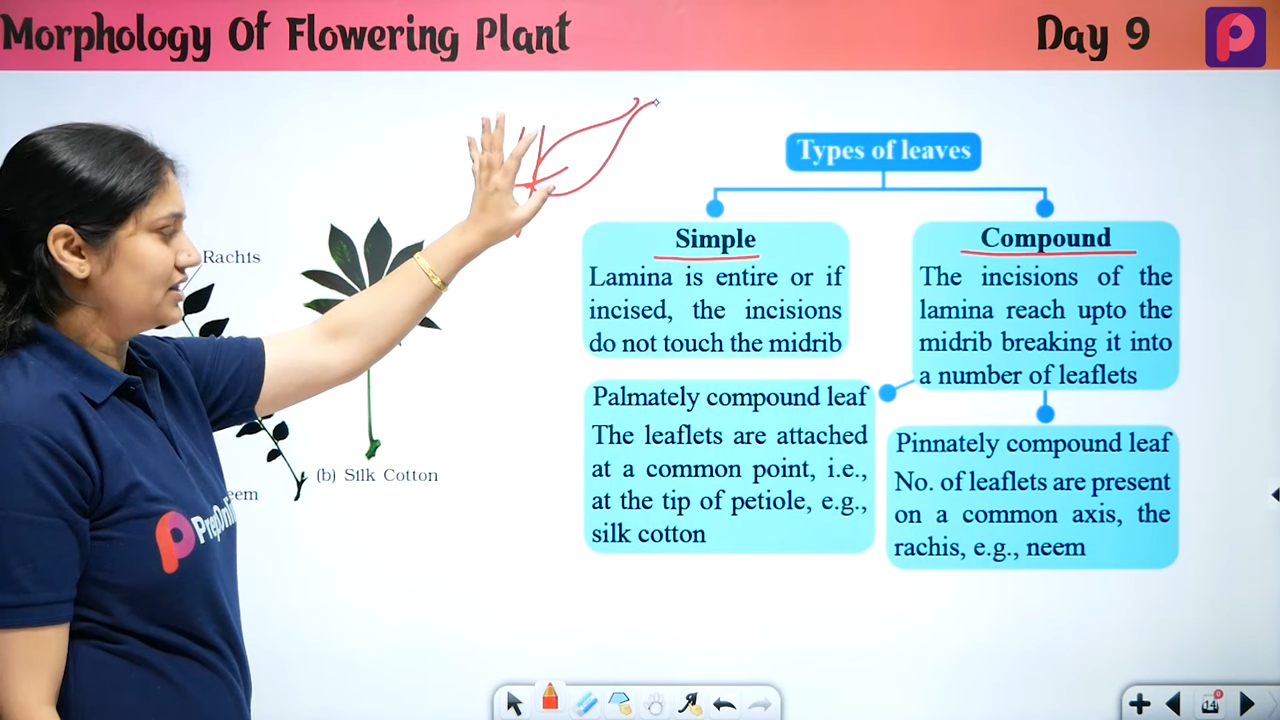 Morphology Of Flowering Plant
Day 9
Types of leaves
Rachis
(b) Silk Cotton
Simple
Lamina is entire or if
incised, the incisions
do not touch the midrib
Compound
The incisions of the
lamina reach upto the
midrib breaking it into
a number of leaflets
Palmately compound leaf
The leaflets are attached
at a common point, i.e.,
at the tip of petiole, e.g.,
silk cotton
Pinnately compound leaf
No. of leaflets are present
on a common axis, the
rachis, e.g., neem
14